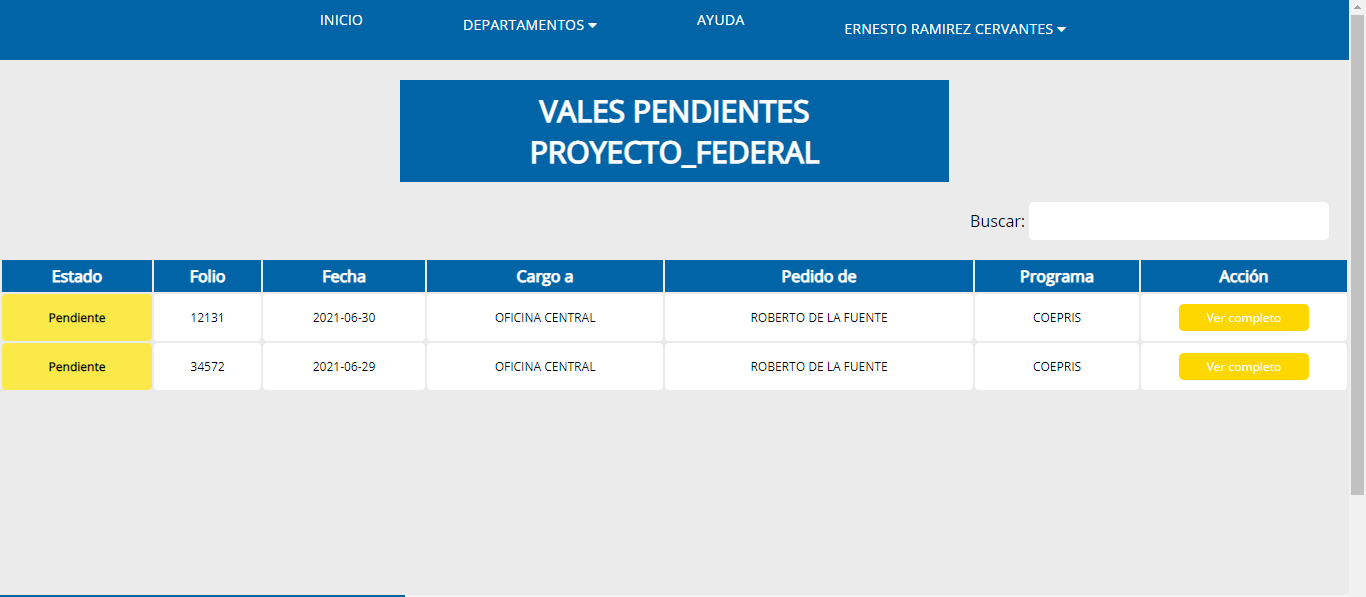 INICIO DEPARTAMENTOS AYUDA ERNESTO RAMIREZ CERVANTES
VALES PENDIENTES
PROYECTO_FEDERAL
Buscar:
Estado Folio Fecha Cargo a Pedido de Programa Acción
Pendiente 12131 2021-06-30 OFICINA CENTRAL ROBERTO DE LA FUENTE COEPRIS Ver completo
Pendiente 34572 2021-06-29 OFICINA CENTRAL ROBERTO DE LA FUENTE COEPRIS Ver completo